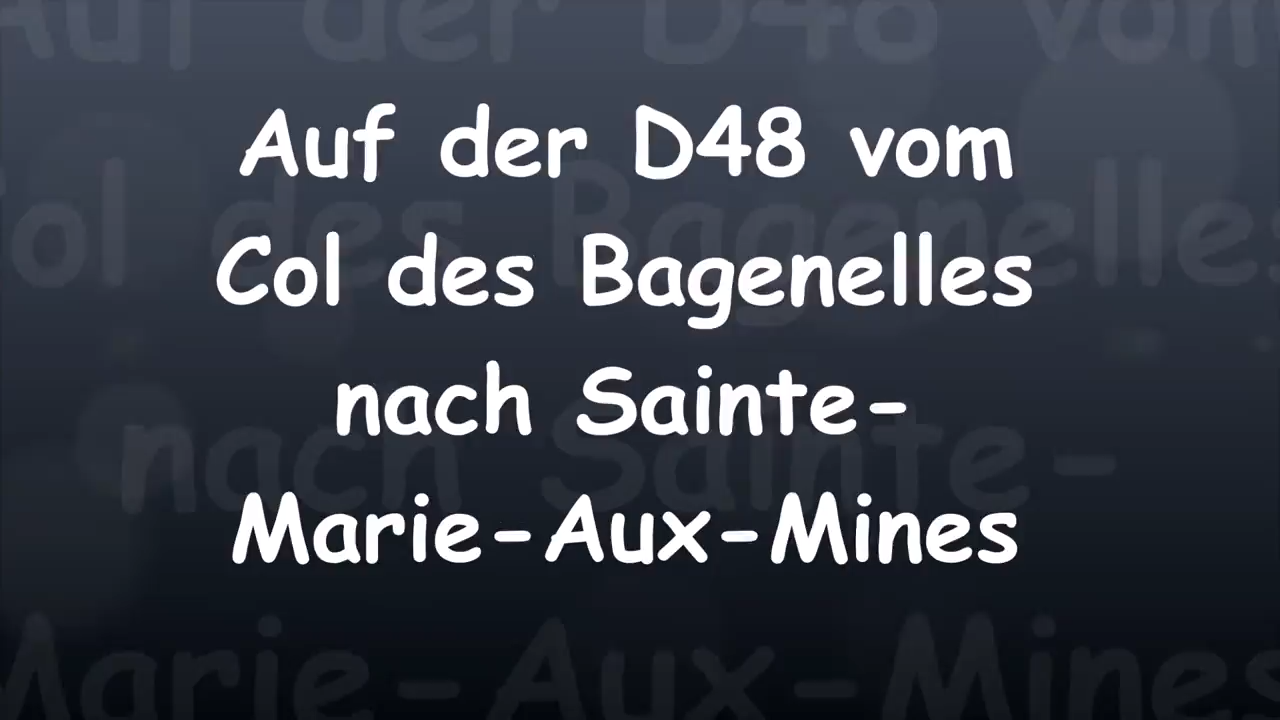 Auf der D48 vom
Col des Bagenelles
nach Sainte-
Marie-Aux-Mines